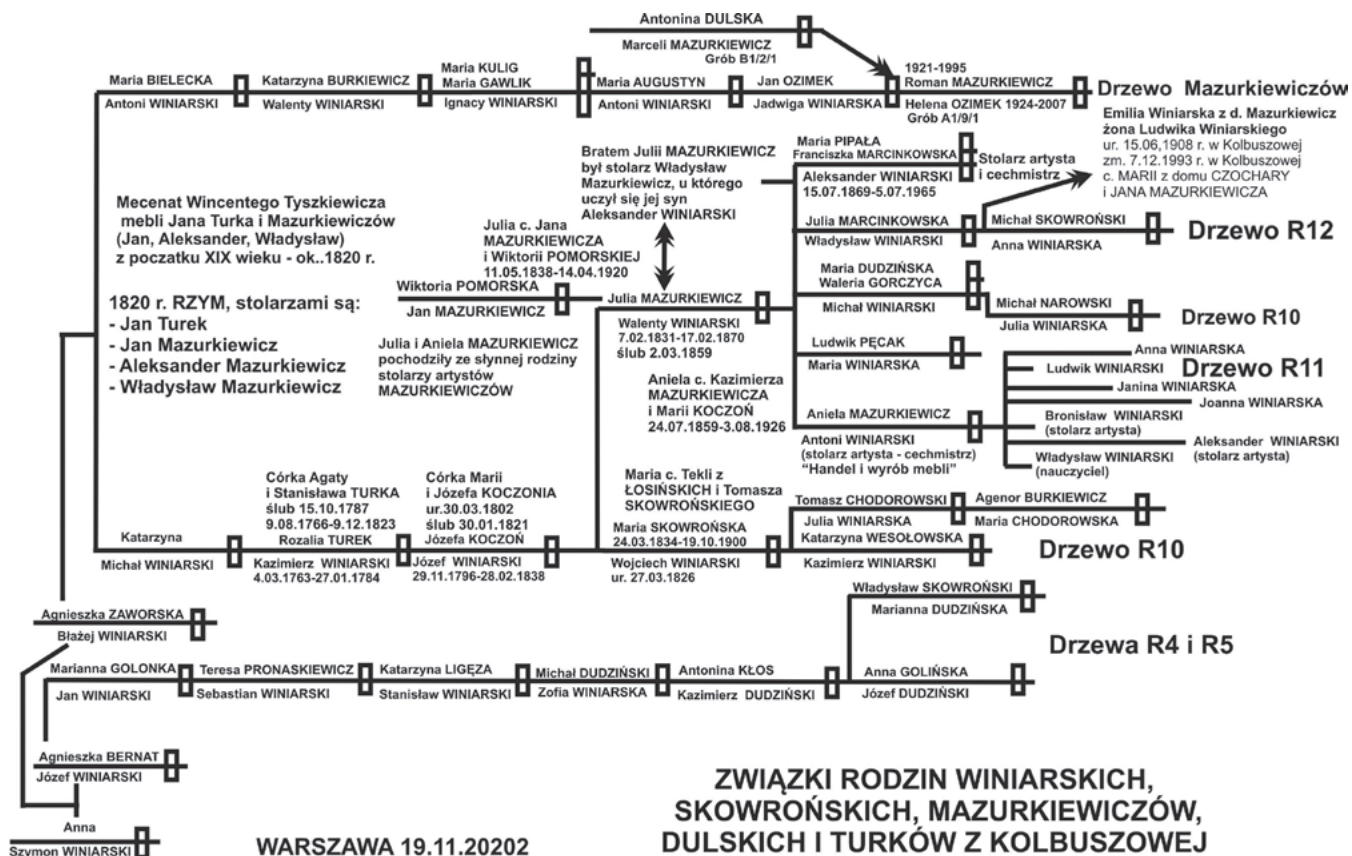 Antonina DULSKA
Marceli MAZURKIEWICZ
Grób B1/2/1
Maria BIELECKA
Antoni WINIARSKI
Katarzyna BURKIEWICZ
Walenty WINIARSKI
Maria KULIG
Maria GAWLIK
Ignacy WINIARSKI
Maria AUGUSTYN
Antoni WINIARSKI
Jan OZIMEK
Jadwiga WINIARSKA
1921-1995
Roman MAZURKIEWICZ
Helena OZIMEK 1924-2007
Grób A1/9/1
Drzewo Mazurkiewiczów
Emilia Winiarska z d. Mazurkiewicz
żona Ludwika Winiarskiego
ur. 15.06,1908 r. w Kolbuszowej
zm. 7.12.1993 r. w Kolbuszowej
c. MARII z domu CZOCHARY
i JANA MAZURKIEWICZA
Mecenat Wincentego Tyszkiewicza
mebli Jana Turka i Mazurkiewiczów
(Jan, Aleksander, Władysław)
z poczatku XIX wieku - ok..1820 r.
1820 r. RZYM, stolarzami są:
- Jan Turek
- Jan Mazurkiewicz
- Aleksander Mazurkiewicz
- Władysław Mazurkiewicz
Bratem Julii MAZURKIEWICZ
był stolarz Władysław
Mazurkiewicz, u którego
uczył się jej syn
Aleksander WINIARSKI
Julia c. Jana
MAZURKIEWICZA
i Wiktorii POMORSKIEJ
11.05.1838-14.04.1920
Wiktoria POMORSKA
Jan MAZURKIEWICZ
Julia i Aniela MAZURKIEWICZ
pochodziły ze słynnej rodziny
stolarzy artystów
MAZURKIEWICZÓW
Julia MAZURKIEWICZ
Walenty WINIARSKI
7.02.1831-17.02.1870
ślub 2.03.1859
Aniela c. Kazimierza
MAZURKIEWICZA
i Marii KOCZOŃ
24.07.1859-3.08.1926
Maria PIPAŁA
Franciszka MARCINKOWSKA
Aleksander WINIARSKI
15.07.1869-5.07.1965
Stolarz artysta
i cechmistrz
Julia MARCINKOWSKA
Władysław WINIARSKI
Michał SKOWROŃSKI
Anna WINIARSKA
Drzewo R12
Maria DUDZIŃSKA
Waleria GORCZYCA
Michał WINIARSKI
Michał NAROWSKI
Julia WINIARSKA
Drzewo R10
Ludwik PĘCAK
Maria WINIARSKA
Aniela MAZURKIEWICZ
Antoni WINIARSKI
(stolarz artysta - cechmistrz)
“Handel i wyrób mebli”
Anna WINIARSKA
Ludwik WINIARSKI
Drzewo R11
Janina WINIARSKA
Joanna WINIARSKA
Bronisław WINIARSKI
(stolarz artysta)
Aleksander WINIARSKI
(stolarz artysta)
Władysław WINIARSKI
(nauczyciel)
Katarzyna
Michał WINIARSKI
Córka Agaty
i Stanisława TURKA
ślub 15.10.1787
9.08.1766-9.12.1823
Rozalia TUREK
Kazimierz WINIARSKI
4.03.1763-27.01.1784
Córka Marii
i Józefa KOCZONIA
ur.30.03.1802
ślub 30.01.1821
Józefa KOCZOŃ
Józef WINIARSKI
29.11.1796-28.02.1838
Maria c. Tekli z
ŁOSIŃSKICH i Tomasza
SKOWROŃSKIEGO
Maria SKOWROŃSKA
24.03.1834-19.10.1900
Wojciech WINIARSKI
ur. 27.03.1826
Tomasz CHODOROWSKI
Julia WINIARSKA
Agenor BURKIEWICZ
Maria CHODOROWSKA
Katarzyna WESOŁOWSKA
Kazimierz WINIARSKI
Drzewo R10
Agnieszka ZAWORSKA
Błażej WINIARSKI
Władysław SKOWROŃSKI
Marianna DUDZIŃSKA
Drzewa R4 i R5
Marianna GOLONKA
Jan WINIARSKI
Teresa PRONASKIEWICZ
Sebastian WINIARSKI
Katarzyna LIGĘZA
Stanisław WINIARSKI
Michał DUDZIŃSKI
Zofia WINIARSKA
Antonina KŁOS
Kazimierz DUDZIŃSKI
Anna GOLIŃSKA
Józef DUDZIŃSKI
Agnieszka BERNAT
Józef WINIARSKI
Anna
Szymon WINIARSKI
WARSZAWA 19.11.20202
ZWIĄZKI RODZIN WINIARSKICH,
SKOWROŃSKICH, MAZURKIEWICZÓW,
DULSKICH I TURKÓW Z KOLBUSZOWEJ